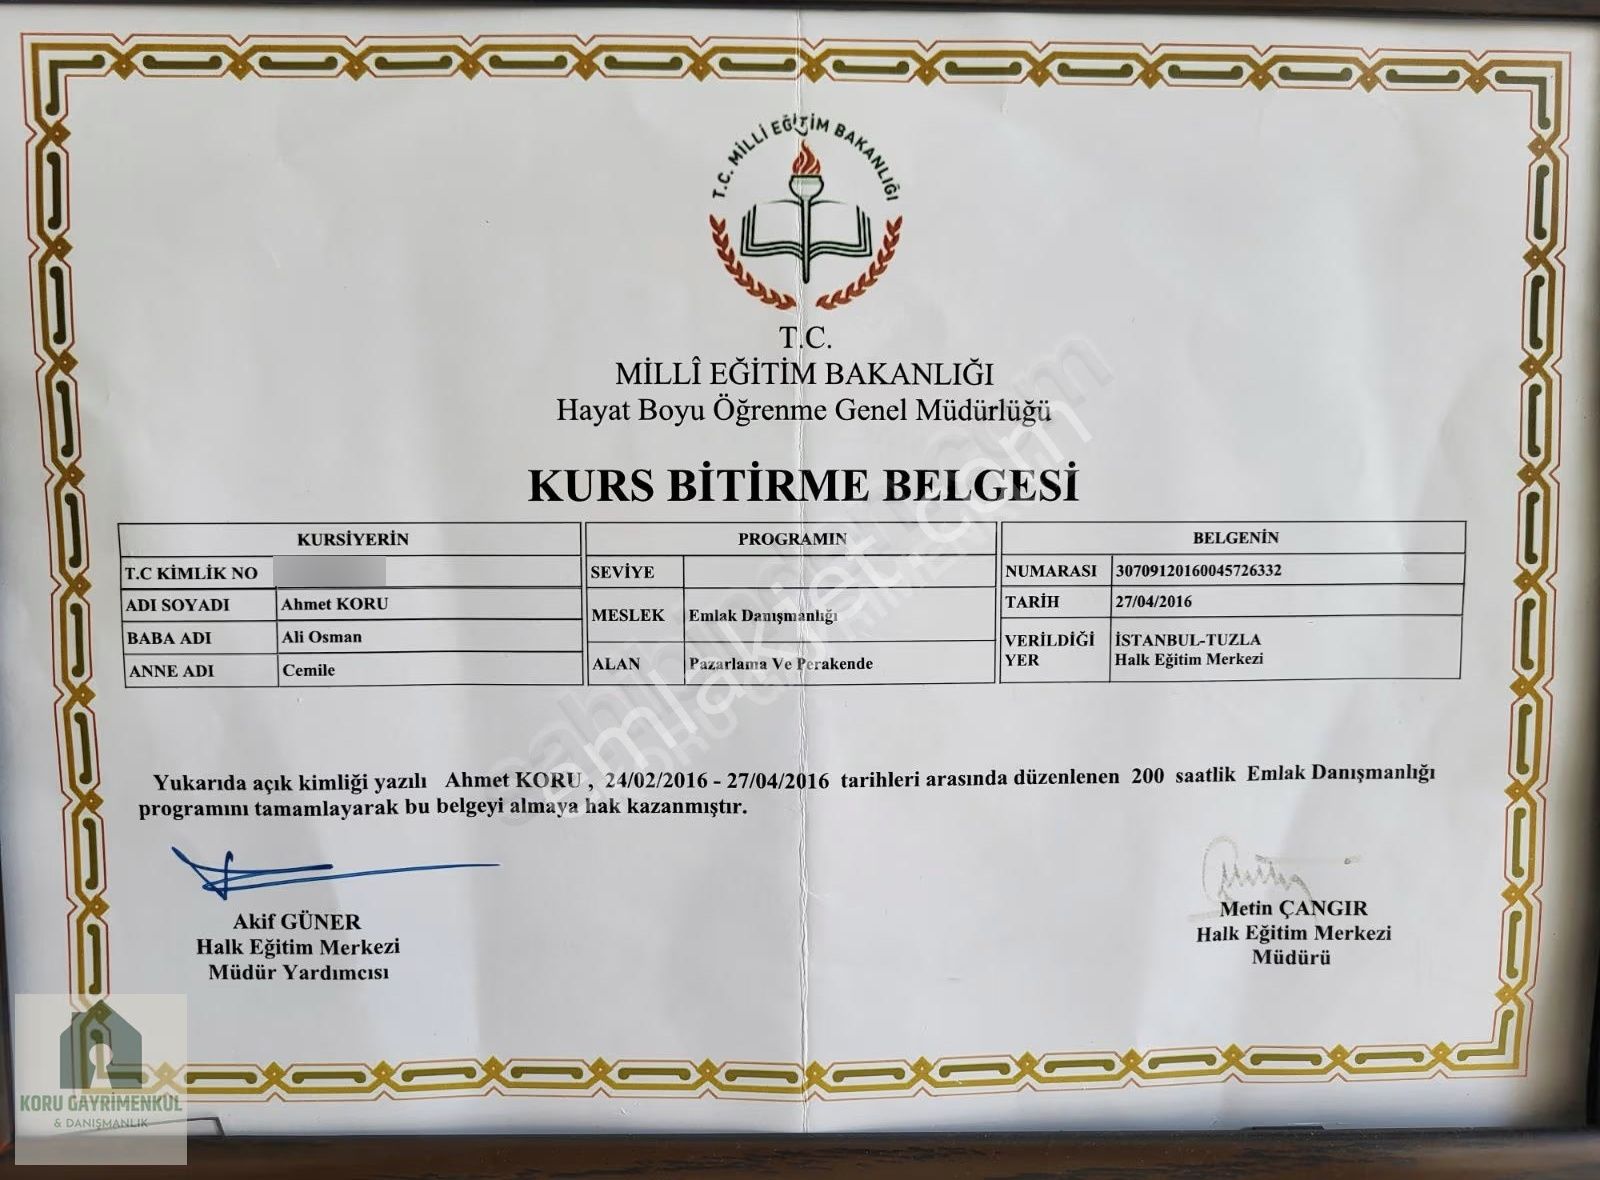 T.C. MİLLİ EĞİTİM BAKANLIĞI
T.C.
MİLLÎ EĞİTİM BAKANLIĞI
Hayat Boyu Öğrenme Genel Müdürlüğü
KURS BİTİRME BELGESİ
KURSİYERİN
T.C KİMLİK NO
ADI SOYADI Ahmet KORU
BABA ADI Ali Osman
ANNE ADI Cemile
PROGRAMIN
SEVİYE
MESLEK Emlak Danışmanlığı
ALAN Pazarlama Ve Perakende
BELGENİN
NUMARASI 30709120160045726332
TARİH 27/04/2016
VERİLDİĞİ YER İSTANBUL-TUZLA
Halk Eğitim Merkezi
Yukarıda açık kimliği yazılı Ahmet KORU , 24/02/2016 - 27/04/2016 tarihleri arasında düzenlenen 200 saatlik Emlak Danışmanlığı
programını tamamlayarak bu belgeyi almaya hak kazanmıştır.
Akif GÜNER
Halk Eğitim Merkezi
Müdür Yardımcısı
Metin ÇANGIR
Halk Eğitim Merkezi
Müdürü
emlakjet.com
KORU GAYRİMENKUL
& DANIŞMANLIK